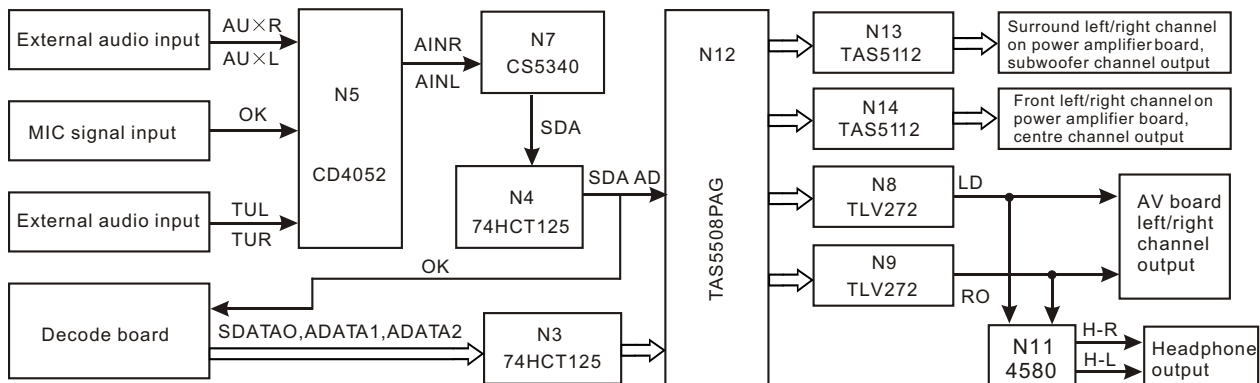 External audio input
AU×R
AU×L
MIC signal input
OK
External audio input
TUL
TUR
N5
CD4052
AINR
AINL
N7
CS5340
SDA
N4
74HCT125
SDA AD
OK
Decode board
SDATAO,ADATA1,ADATA2
N3
74HCT125
N12
TAS5508PAG
N13
TAS5112
Surround left/right channel
on power amplifier board,
subwoofer channel output
N14
TAS5112
Front left/right channel on
power amplifier board,
centre channel output
N8
TLV272
LD
N9
TLV272
RO
AV board
left/right
channel
output
N11
4580
H-R
H-L
Headphone
output